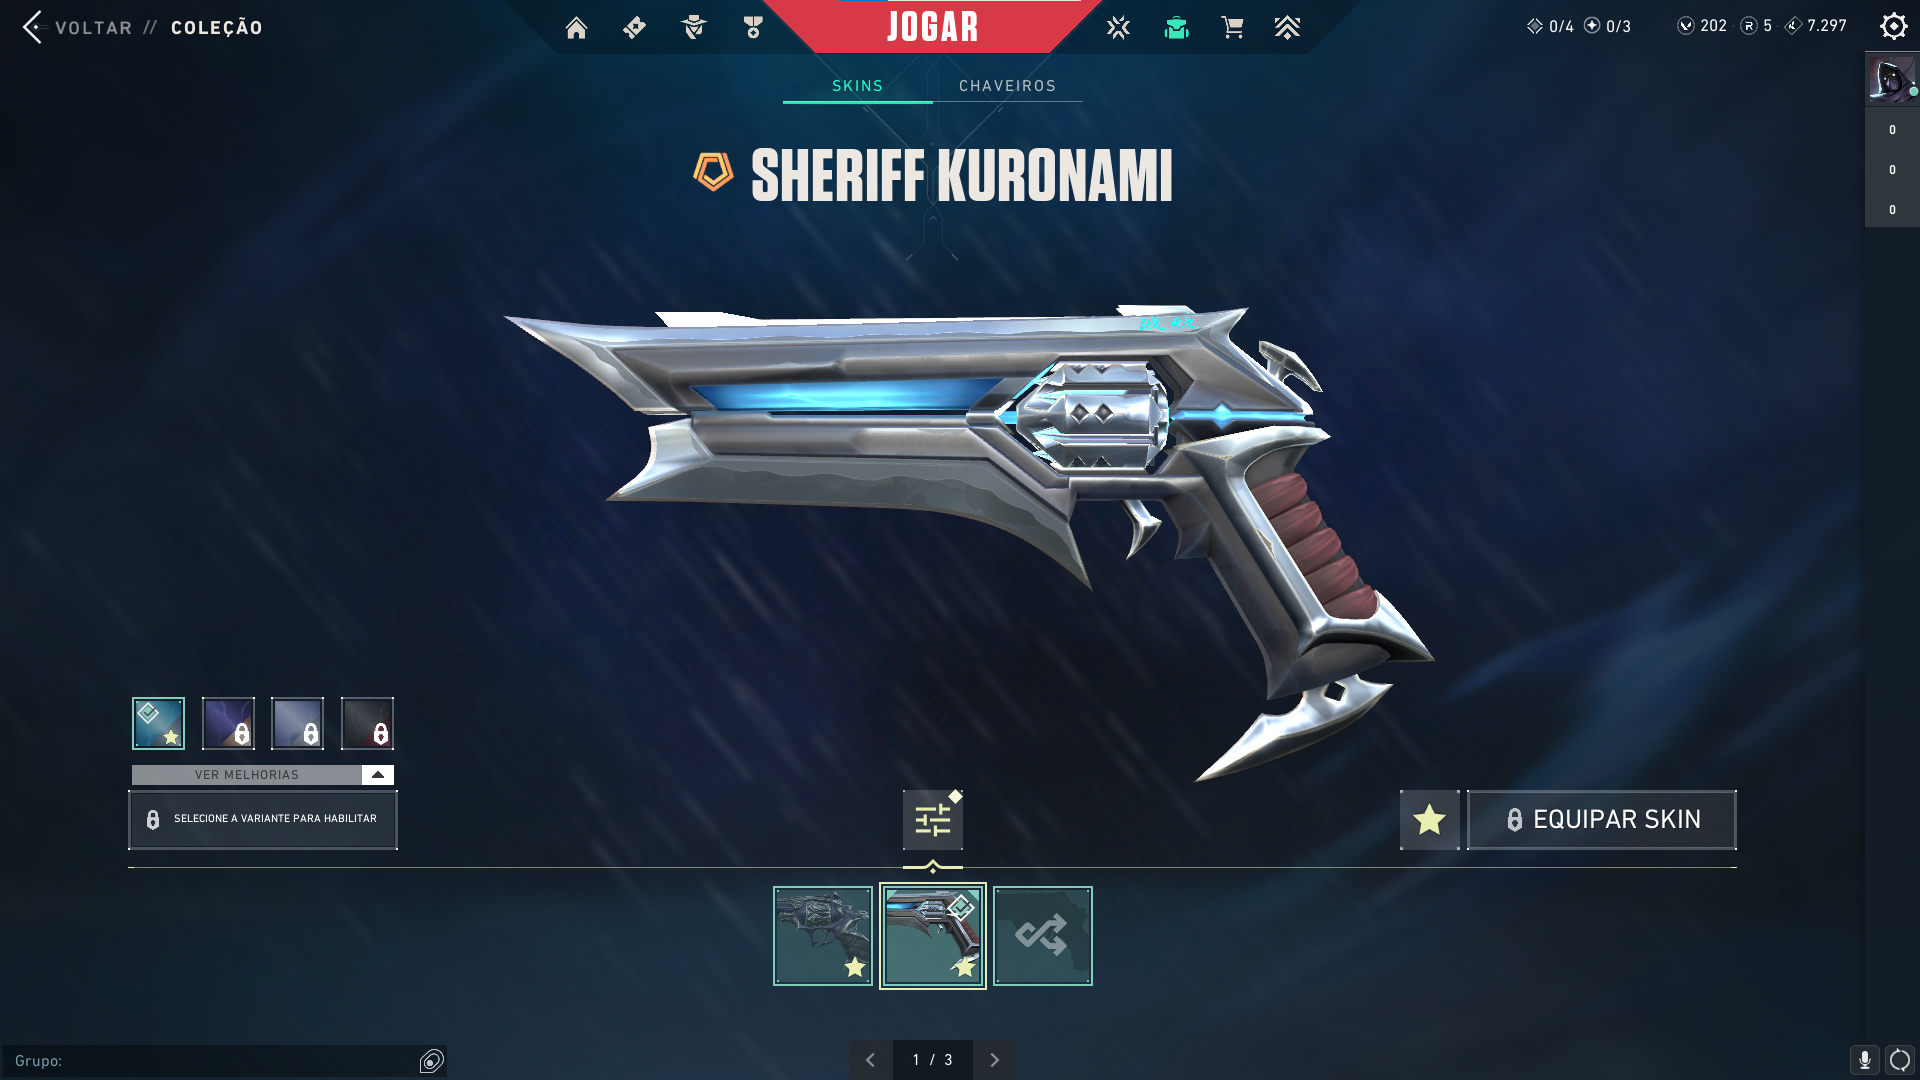 VOLTAR // COLEÇÃO
JOGAR
0/4 0/3 202 R 5 7.297
SKINS CHAVEIROS
SHERIFF KURONAMI
0
0
0
VER MELHORIAS
SELECIONE A VARIANTE PARA HABILITAR
EQUIPAR SKIN
Grupo:
1 / 3